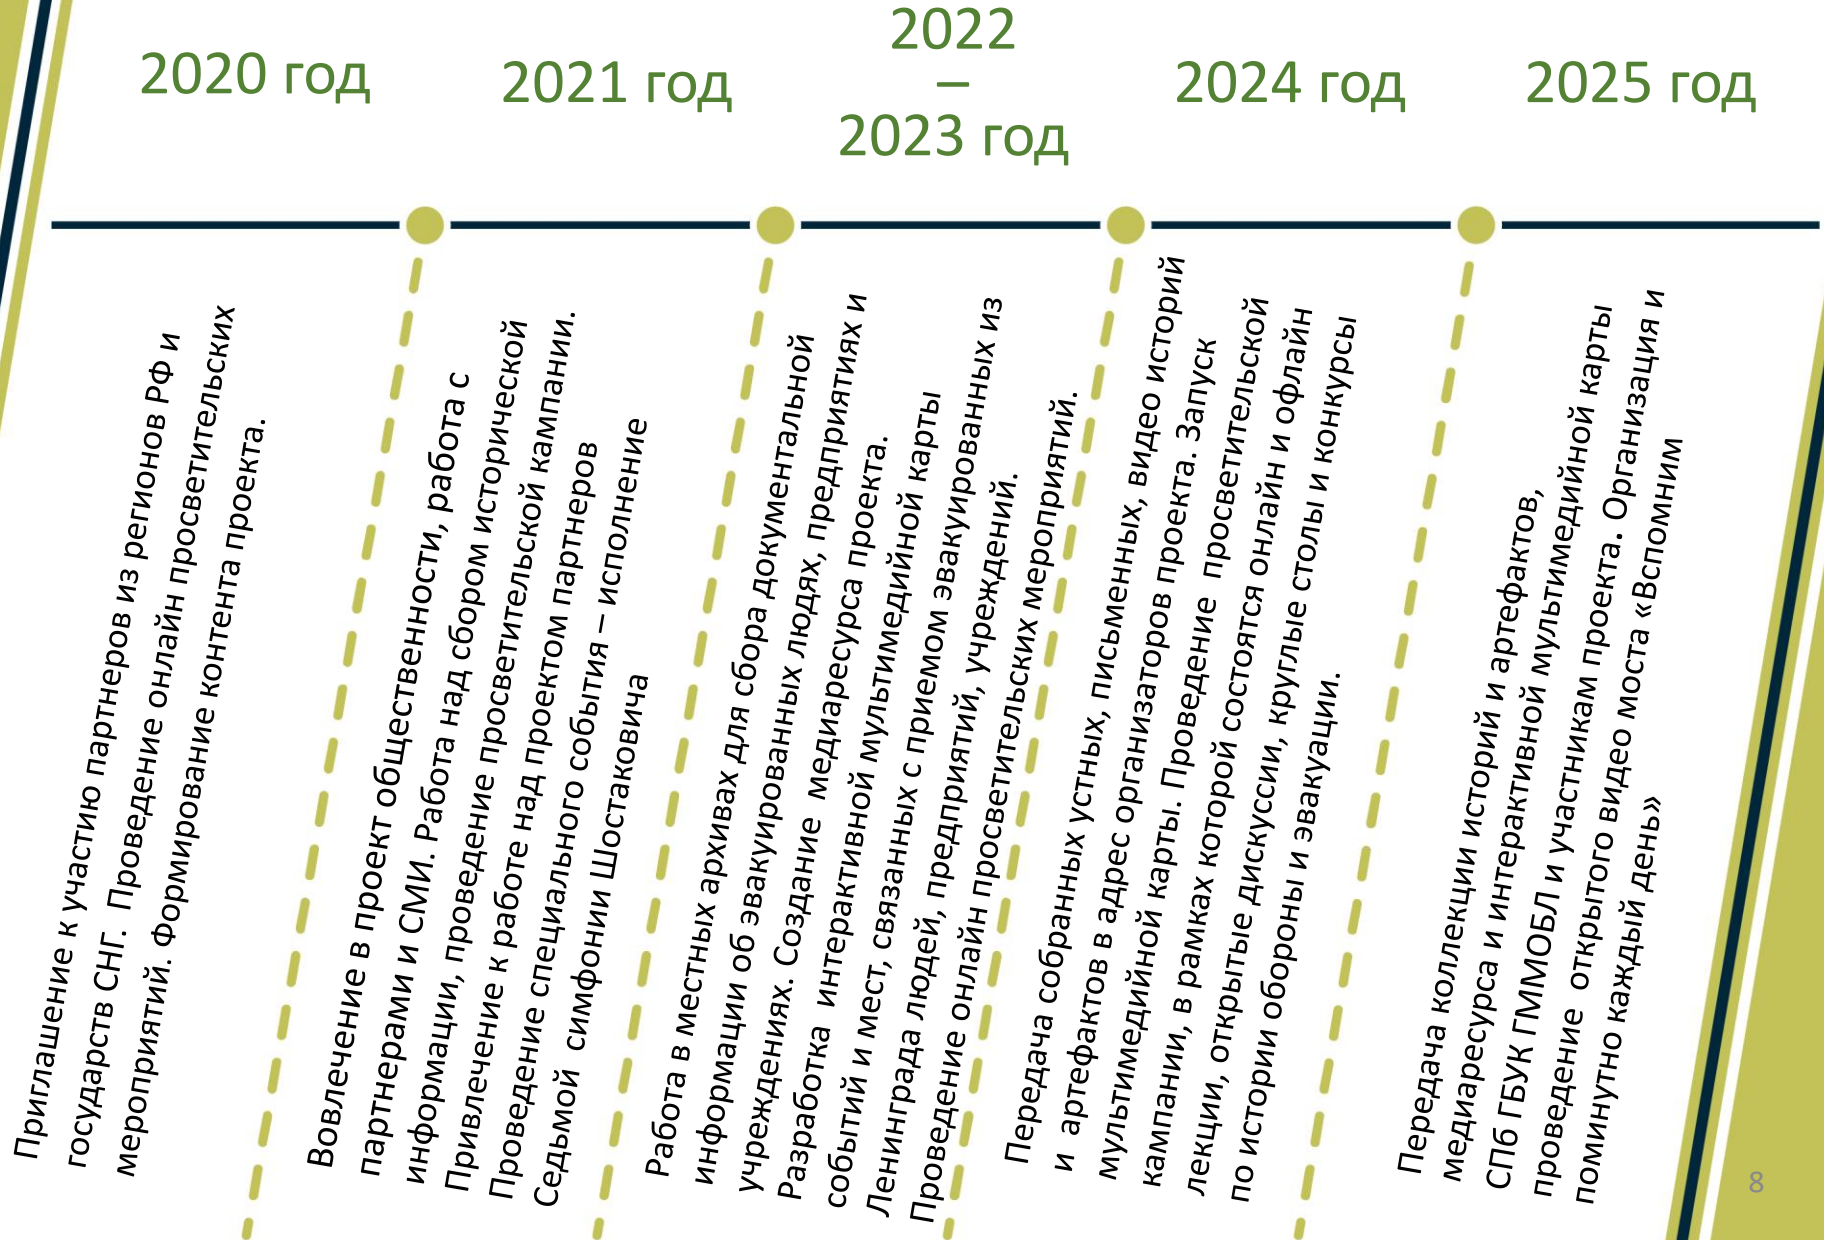 2020 год
2021 год
2022
–
2023 год
2024 год
2025 год
Приглашение к участию партнеров из регионов РФ и
государств СНГ. Проведение онлайн просветительских
мероприятий. Формирование контента проекта.
Вовлечение в проект общественности, работа с
партнерами и СМИ. Работа над сбором исторической
информации, проведение просветительской кампании.
Привлечение к работе над проектом партнеров
Проведение специального события – исполнение
Седьмой симфонии Шостаковича
Работа в местных архивах для сбора документальной
информации об эвакуированных людях, предприятиях и
учреждениях. Создание медиаресурса проекта.
Разработка интерактивной мультимедийной карты
событий и мест, связанных с приемом эвакуированных из
Ленинграда людей, предприятий, учреждений.
Проведение онлайн просветительских мероприятий.
Передача собранных устных, письменных, видео историй
и артефактов в адрес организаторов проекта. Запуск
мультимедийной карты. Проведение просветительской
кампании, в рамках которой состоятся онлайн и офлайн
лекции, открытые дискуссии, круглые столы и конкурсы
по истории обороны и эвакуации.
Передача коллекции историй и артефактов,
медиаресурса и интерактивной мультимедийной карты
СПб ГБУК ГММОБЛ и участникам проекта. Организация и
проведение открытого видео моста «Вспомним
поминутно каждый день»
8